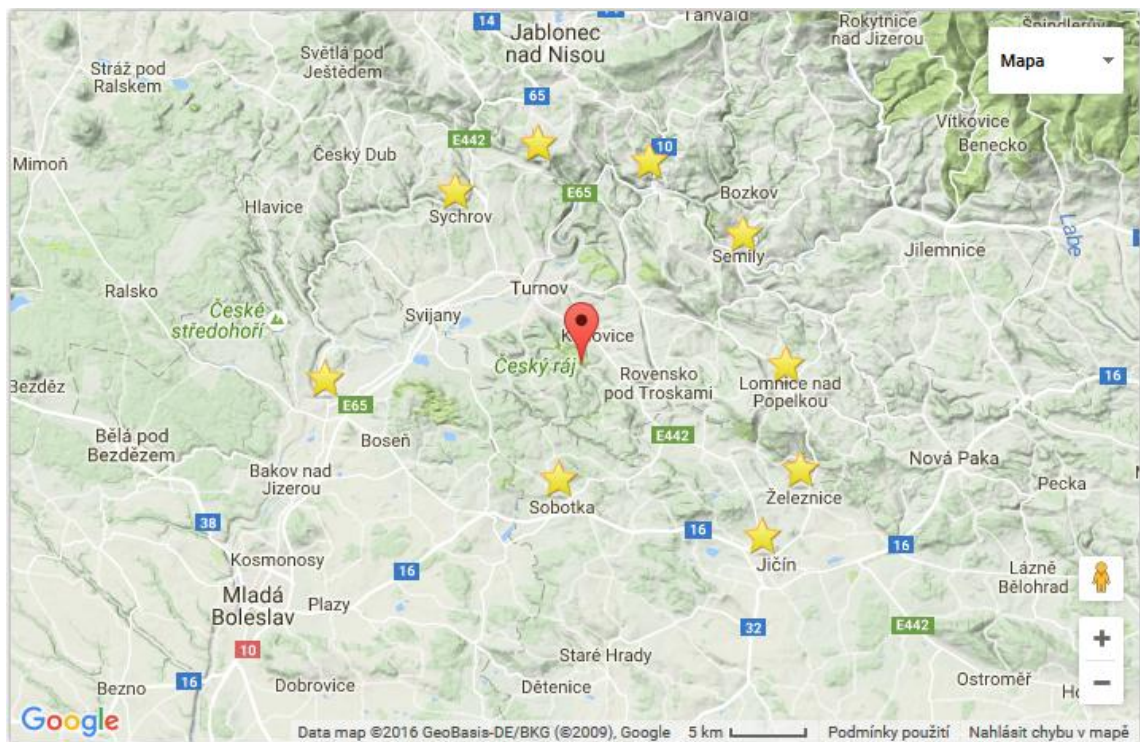 14
Jablonec
nad Nisou
Tanvald
Rokytnice
nad Jizerou
Špindlerův
Světlá pod
Ještědem
Stráž pod
Ralskem
Mapa
65
Vítkovice
Benecko
E442
10
Český Dub
Mimoň
E65
Bozkov
Hlavice
Sychrov
Labe
Semily
Jilemnice
Turnov
Ralsko
České
středohoří
Svijany
Český ráj
Rovensko
pod Troskami
Lomnice nad
Popelkou
16
Bezděz
E65
Bělá pod
Bezdězem
Boseň
E442
Bakov nad
Jizerou
Nová Paka
Pecka
Železnice
Sobotka
38
16
16
Kosmonosy
16
Jičín
Lázně
Bělohrad
Mladá
Boleslav
Plazy
32
E442
10
Staré Hrady
16
Bezno
Dobrovice
Dětenice
Ostroměř
Google
Data map ©2016 GeoBasis-DE/BKG (©2009), Google 5 km Podmínky použití Nahlásit chybu v mapě